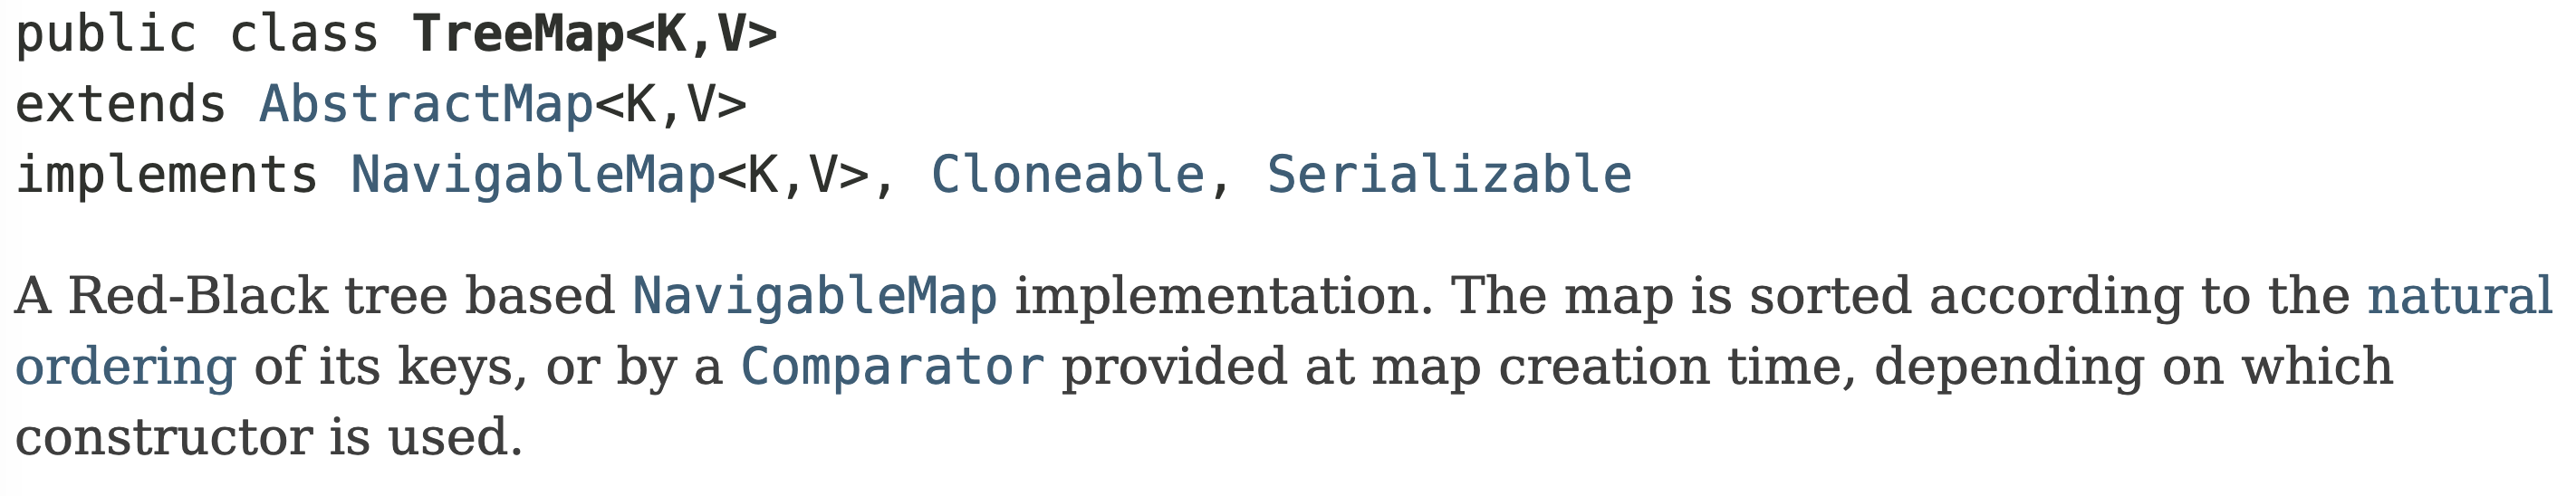 public class TreeMap<K,V>
extends AbstractMap<K,V>
implements NavigableMap<K,V>, Cloneable, Serializable
A Red-Black tree based NavigableMap implementation. The map is sorted according to the natural
ordering of its keys, or by a Comparator provided at map creation time, depending on which
constructor is used.